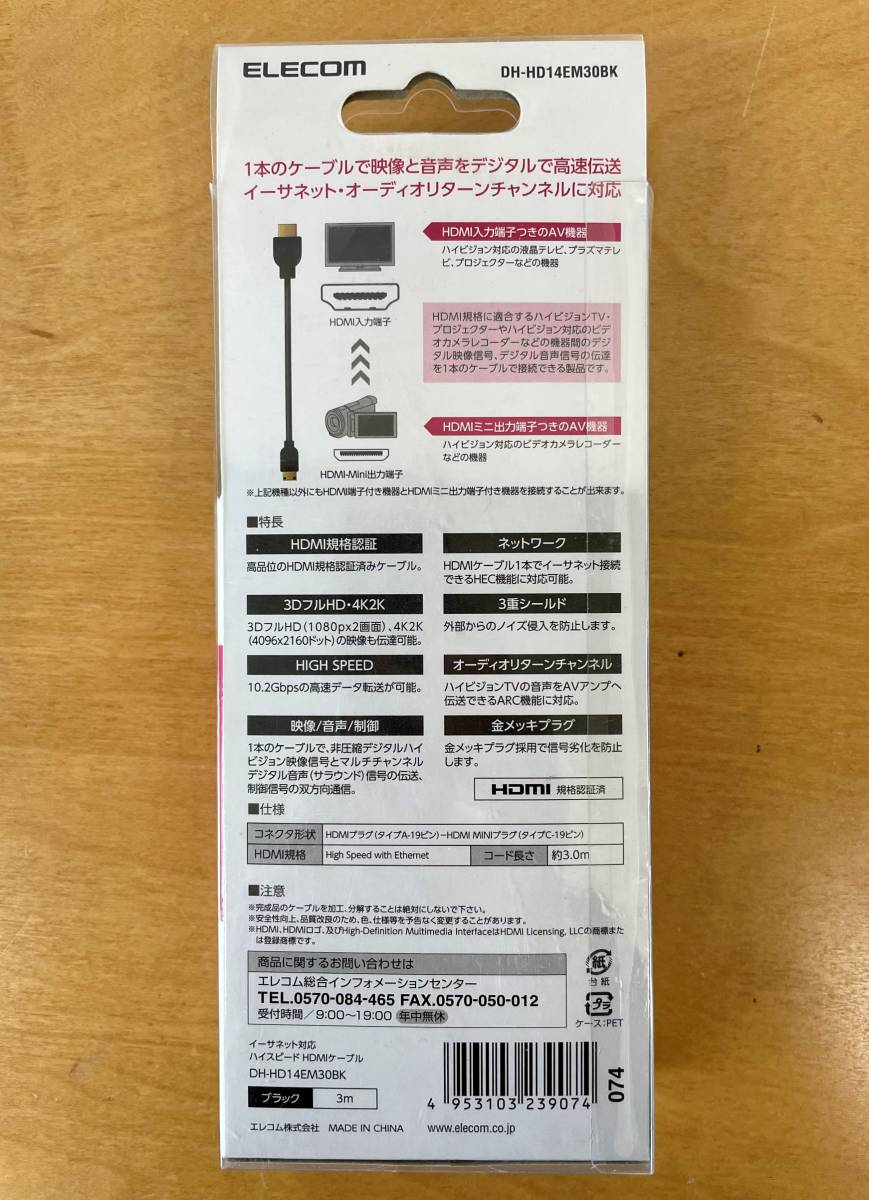 ELECOM
DH-HD14EM30BK
1本のケーブルで映像と音声をデジタルで高速伝送
イーサネット・オーディオリターンチャンネルに対応
HDMI入力端子つきのAV機器
ハイビジョン対応の液晶テレビ、プラズマテレ
ビ、プロジェクターなどの機器
HDMI入力端子
HDMI規格に適合するハイビジョンTV・
プロジェクターやハイビジョン対応のビデ
オカメラレコーダーなどの機器間のデジ
タル映像信号、デジタル音声信号の伝達
を1本のケーブルで接続できる製品です。
HDMIミニ出力端子つきのAV機器
ハイビジョン対応のビデオカメラレコーダー
などの機器
HDMI-Mini出力端子
※上記機種以外にもHDMI端子付き機器とHDMIミニ出力端子付き機器を接続することが出来ます。
■特長
HDMI規格認証
高品位のHDMI規格認証済みケーブル。
ネットワーク
HDMIケーブル1本でイーサネット接続
できるHEC機能に対応可能。
3DフルHD・4K2K
3DフルHD(1080px2画面)、4K2K
(4096x2160ドット)の映像も伝達可能。
3重シールド
外部からのノイズ侵入を防止します。
HIGH SPEED
10.2Gbpsの高速データ転送が可能。
オーディオリターンチャンネル
ハイビジョンTVの音声をAVアンプへ
伝送できるARC機能に対応。
映像/音声/制御
1本のケーブルで、非圧縮デジタルハイ
ビジョン映像信号とマルチチャンネル
デジタル音声(サラウンド)信号の伝送、
制御信号の双方向通信。
金メッキプラグ
金メッキプラグ採用で信号劣化を防止
します。
HDMI 規格認証済
■仕様
コネクタ形状 HDMIプラグ(タイプA-19ピン)-HDMI MINIプラグ(タイプC-19ピン)
HDMI規格 High Speed with Ethernet コード長さ 約3.0m
■注意
※完成品のケーブルを加工、分解することは絶対にしないで下さい。
※安全性向上、品質改良のため、色、仕様等を予告なく変更することがあります。
※HDMI、HDMIロゴ、及びHigh-Definition Multimedia InterfaceはHDMI Licensing, LLCの商標また
は登録商標です。
商品に関するお問い合わせは
エレコム総合インフォメーションセンター
TEL.0570-084-465 FAX.0570-050-012
受付時間/9:00～19:00 年中無休
紙
台紙
プラ
ケース:PET
イーサネット対応
ハイスピード HDMIケーブル
DH-HD14EM30BK
ブラック 3m
4 953103 239074
074
エレコム株式会社 MADE IN CHINA www.elecom.co.jp